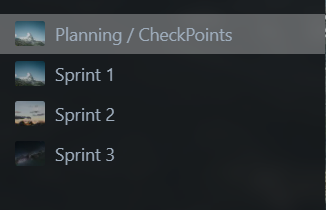 Planning / CheckPoints
Sprint 1
Sprint 2
Sprint 3